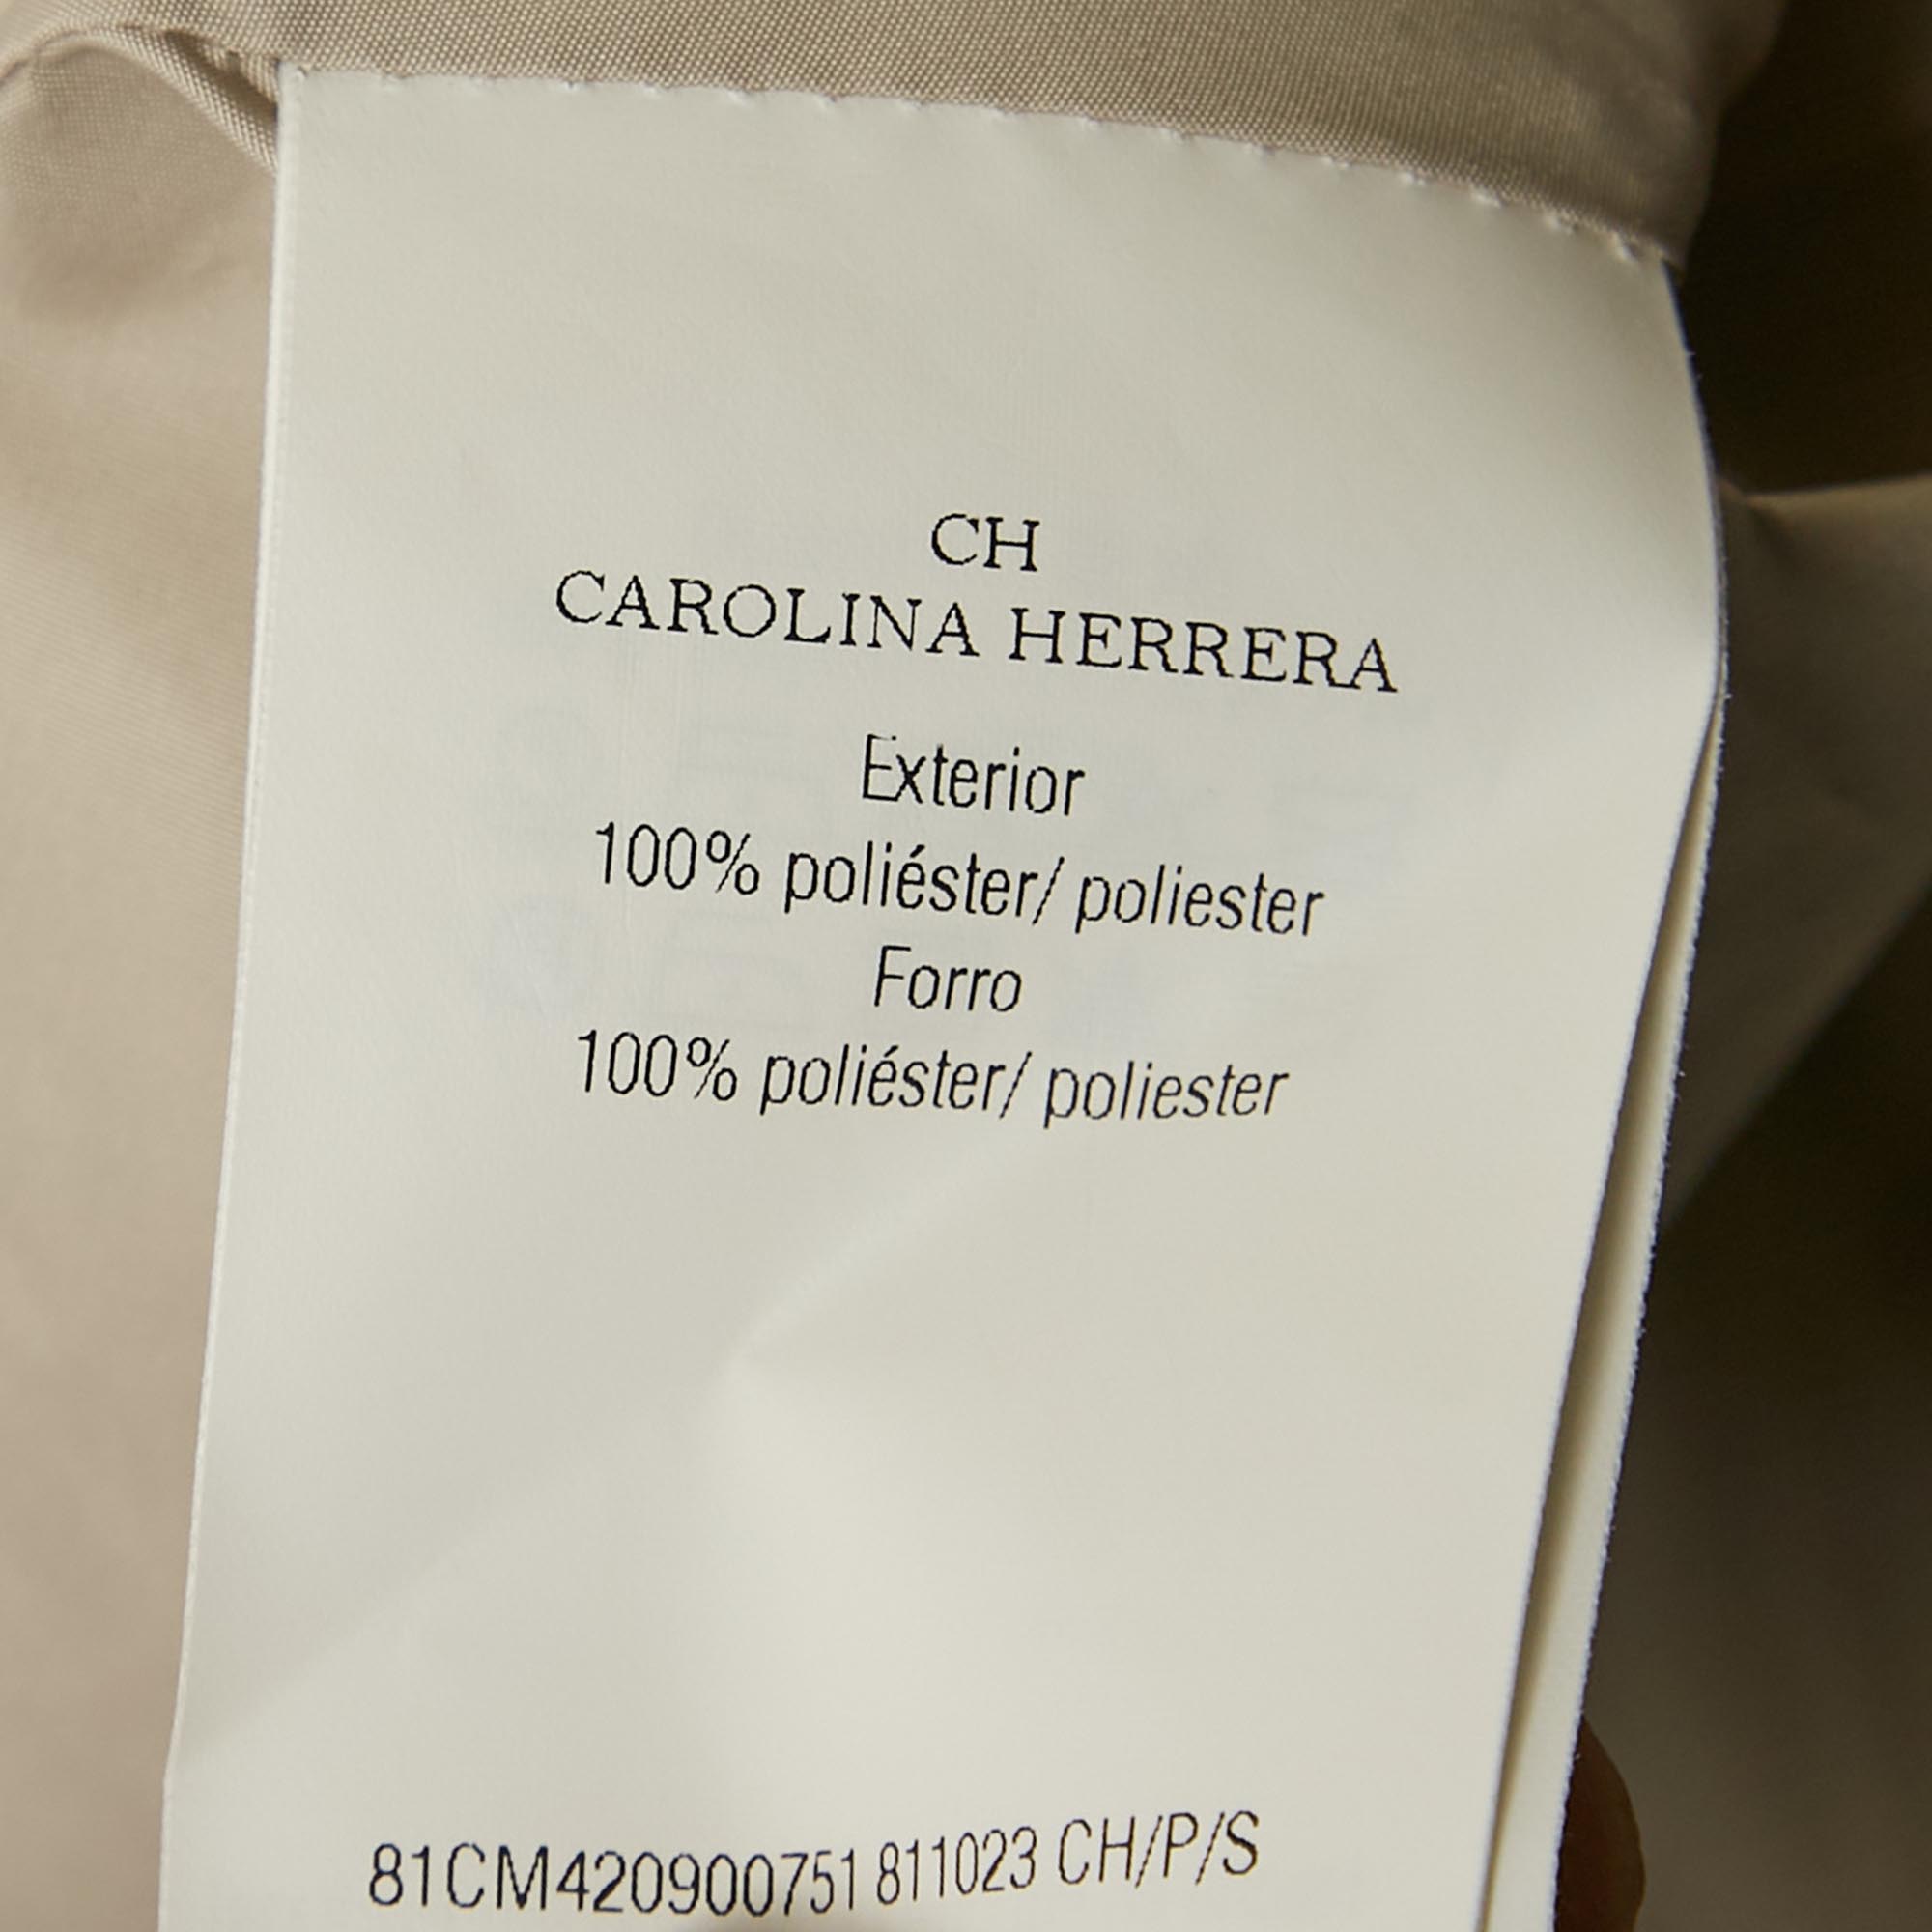 CH
CAROLINA HERRERA
Exterior
100% poliéster/ poliester
Forro
100% poliéster/ poliester
81CM420900751 811023 CH/P/S